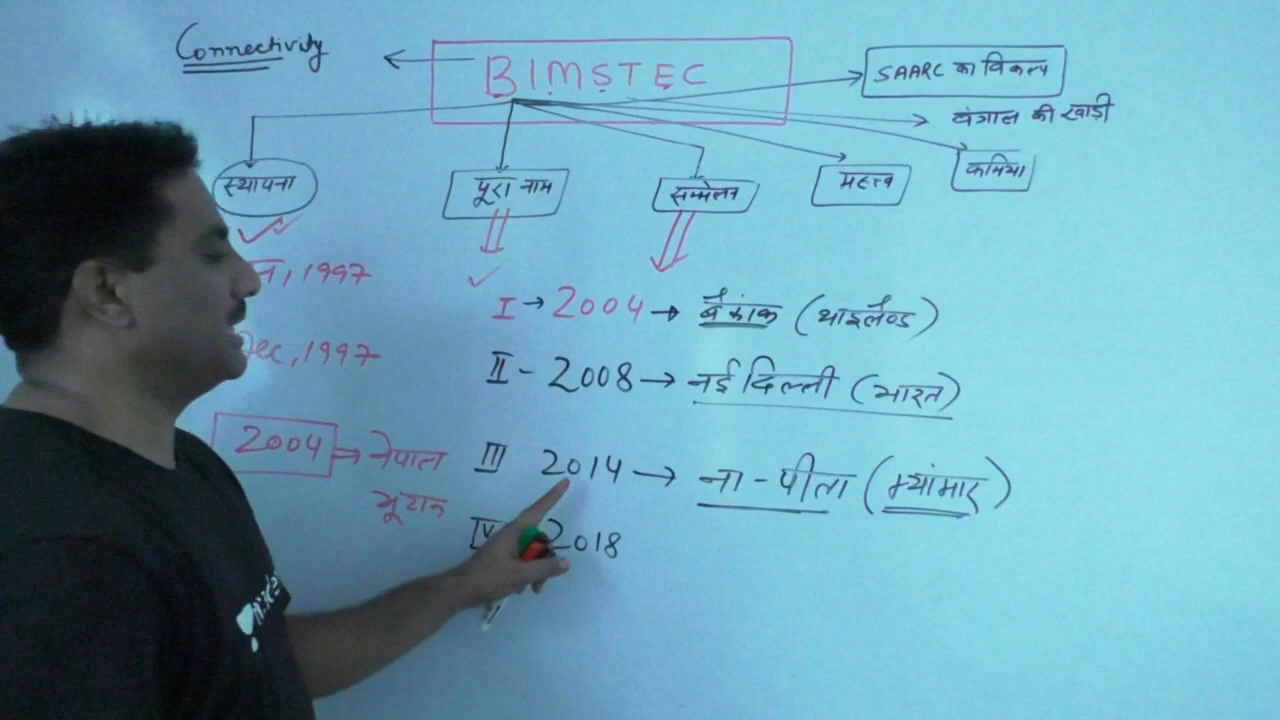 Connectivity
BIMSTEC
SAARC का विकल्प
बंगाल की खाड़ी
स्थापना
पूरा नाम
सम्मेलन
महत्व
कमिया
1997
I → 2004 → बैंकांक (थाइलैण्ड)
II - 2008 → नई दिल्ली (भारत)
Dec, 1997
2004 ⇒ नेपाल
भूटान
III 2014 → ना - पीता (म्यांमार)
IV 2018